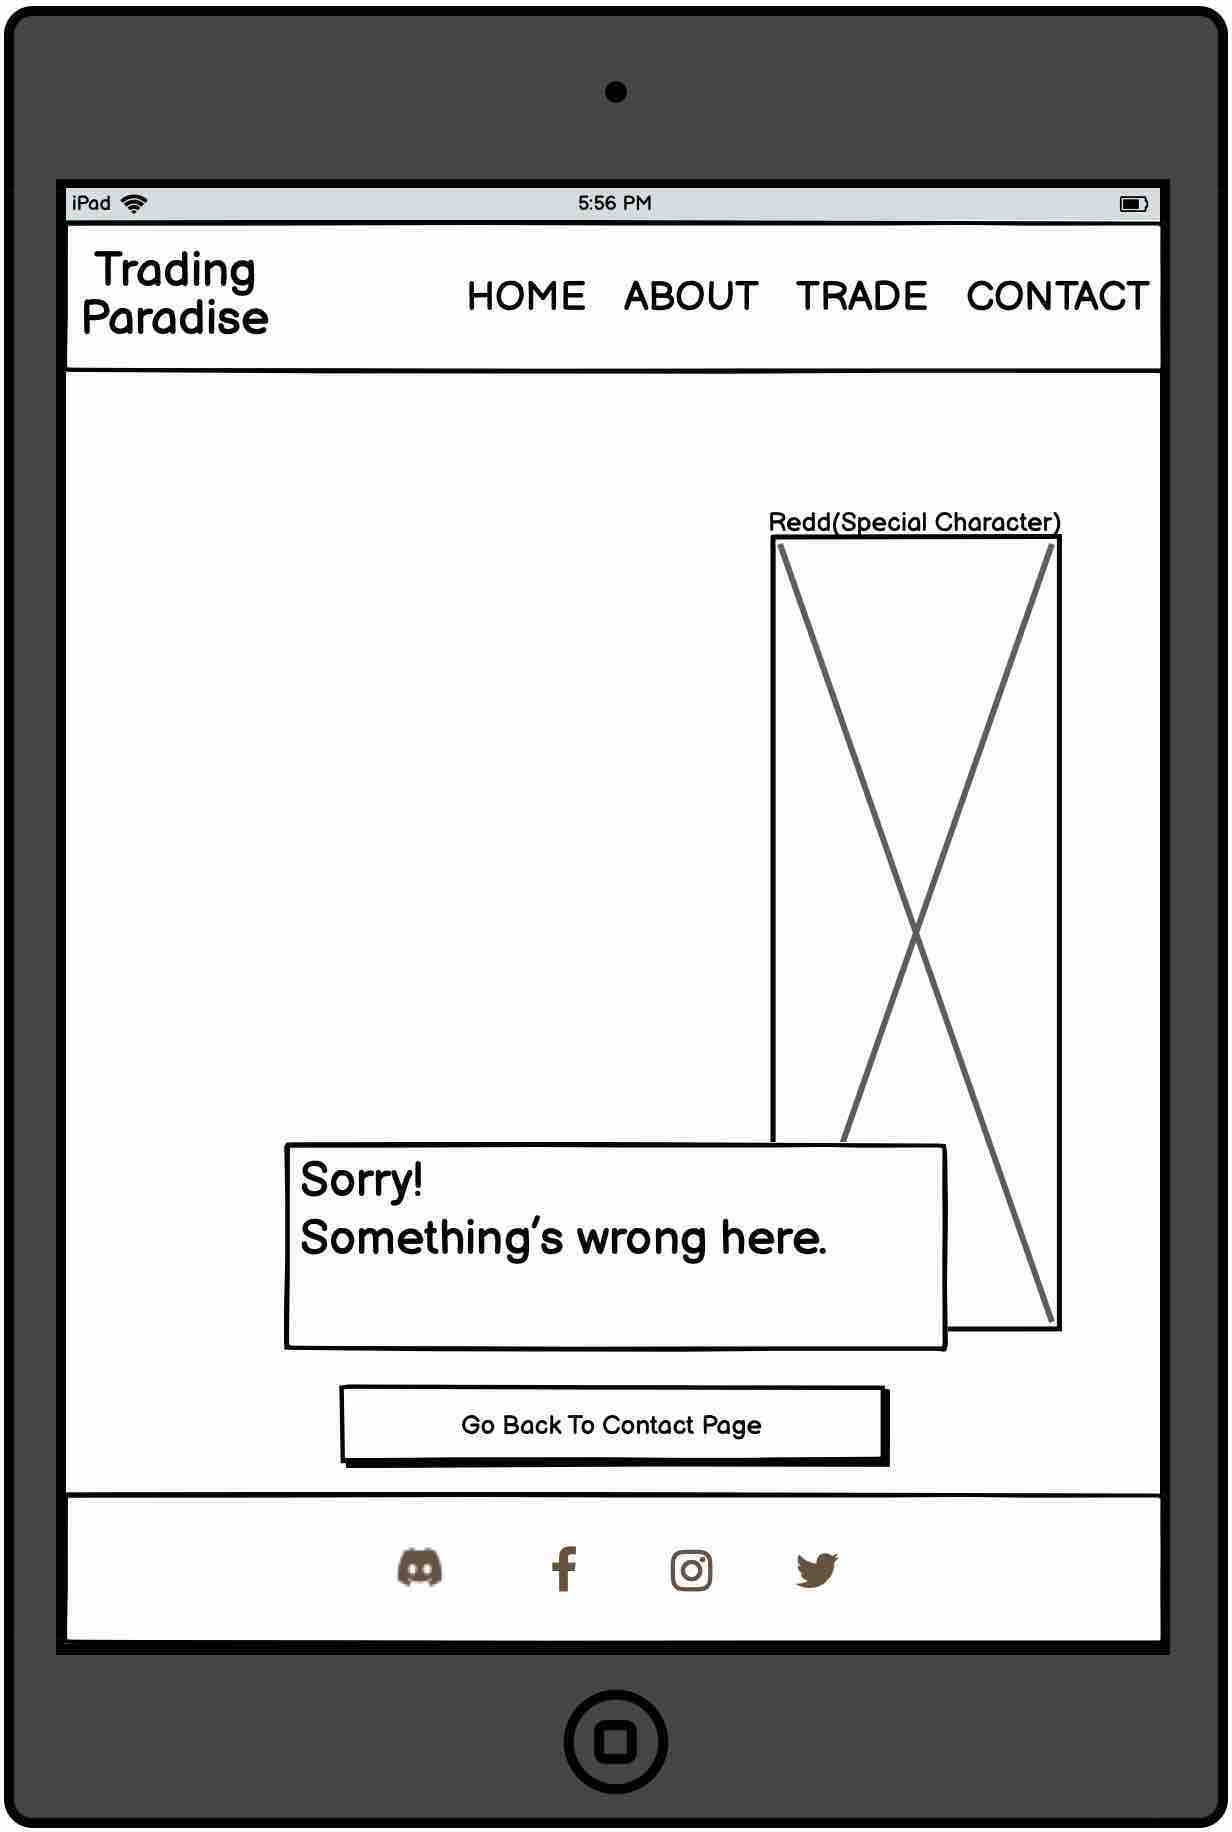 iPad 5:56 PM
Trading
Paradise
HOME ABOUT TRADE CONTACT
Redd(Special Character)
Sorry!
Something's wrong here.
Go Back To Contact Page